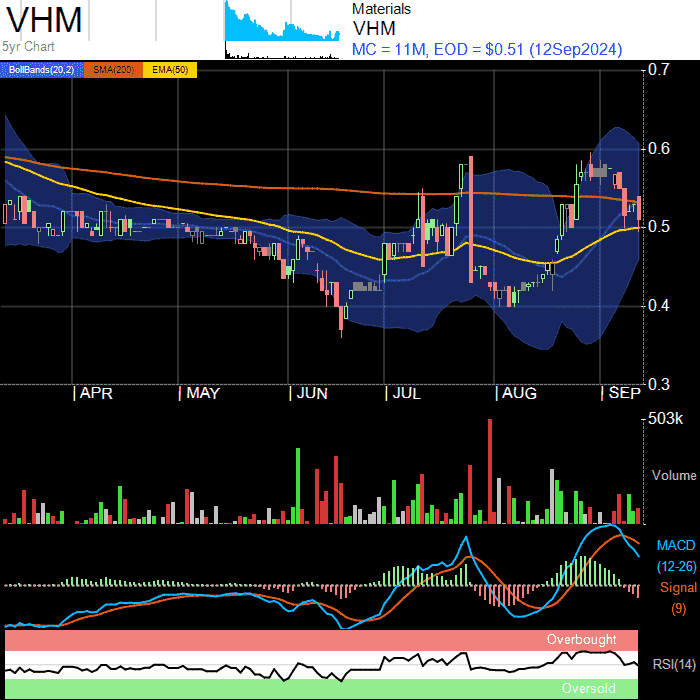 VHM
5yr Chart
Materials
VHM
MC = 11M, EOD = $0.51 (12Sep2024)
BollBands(20,2) SMA(200) EMA(50)
0.7
0.6
0.5
0.4
0.3
APR MAY JUN JUL AUG SEP
503k
Volume
MACD
(12-26)
Signal
(9)
Overbought
RSI(14)
Oversold